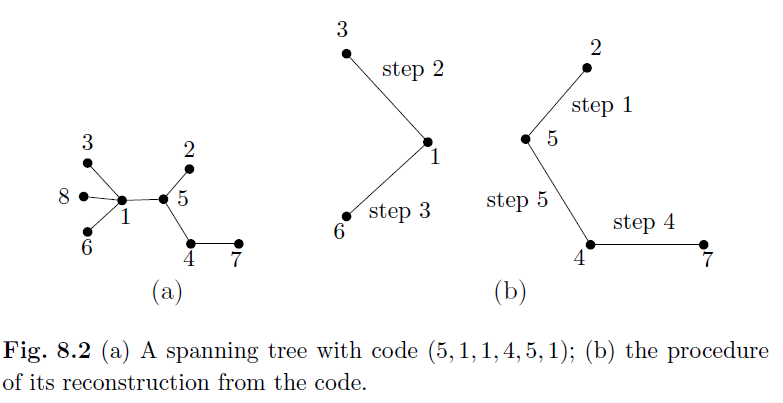 3
step 2
2
step 1
3
2
5
1
8
5
1
step 5
step 3
step 4
6
6
4
7
4
7
(a)
(b)
Fig. 8.2 (a) A spanning tree with code (5, 1, 1, 4, 5, 1); (b) the procedure
of its reconstruction from the code.